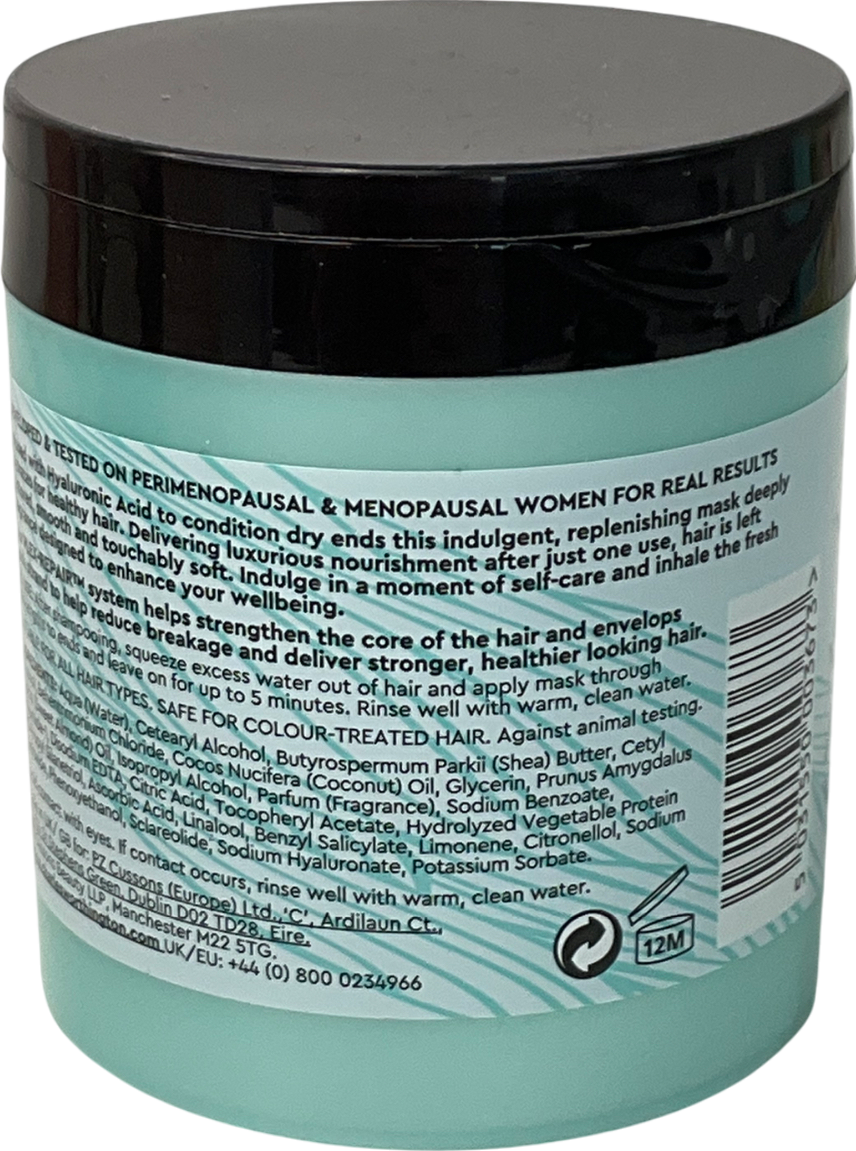 & TESTED ON PERIMENOPAUSAL & MENOPAUSAL WOMEN FOR REAL RESULTS
with Hyaluronic Acid to condition dry ends this indulgent, replenishing mask deeply
for healthy hair. Delivering luxurious nourishment after just one use, hair is left
smooth and touchably soft. Indulge in a moment of self-care and inhale the fresh
designed to enhance your wellbeing.
system helps strengthen the core of the hair and envelops
to help reduce breakage and deliver stronger, healthier looking hair.
shampooing, squeeze excess water out of hair and apply mask through
to ends and leave on for up to 5 minutes. Rinse well with warm, clean water.
FOR ALL HAIR TYPES. SAFE FOR COLOUR-TREATED HAIR. Against animal testing.
Aqua (Water), Cetearyl Alcohol, Butyrospermum Parkii (Shea) Butter, Cetyl
Chloride, Cocos Nucifera (Coconut) Oil, Glycerin, Prunus Amygdalus
Almond) Oil, Isopropyl Alcohol, Parfum (Fragrance), Sodium Benzoate,
Disodium EDTA, Citric Acid, Tocopheryl Acetate, Hydrolyzed Vegetable Protein
Ascorbic Acid, Linalool, Benzyl Salicylate, Limonene, Citronellol, Sodium
Phenoxyethanol, Sclareolide, Sodium Hyaluronate, Potassium Sorbate.
with eyes. If contact occurs, rinse well with warm, clean water.
for: PZ Cussons (Europe) Ltd., 'C', Ardilaun Ct.,
Stephens Green, Dublin D02 TD28, Eire.
Beauty LLP, Manchester M22 5TG.
UK/EU: +44 (0) 800 0234966
12M